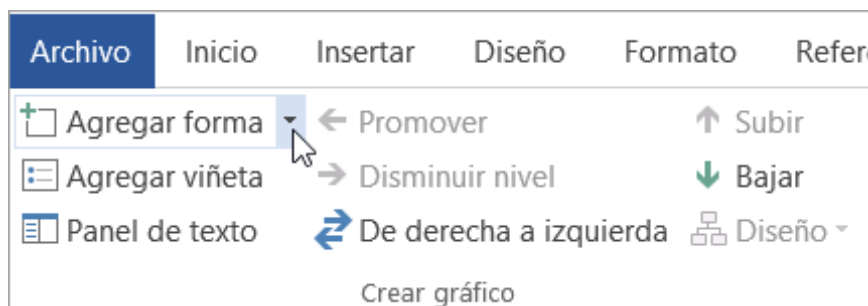 Archivo Inicio Insertar Diseño Formato Refer
Agregar forma Promover Subir
Agregar viñeta Disminuir nivel Bajar
Panel de texto De derecha a izquierda Diseño
Crear gráfico